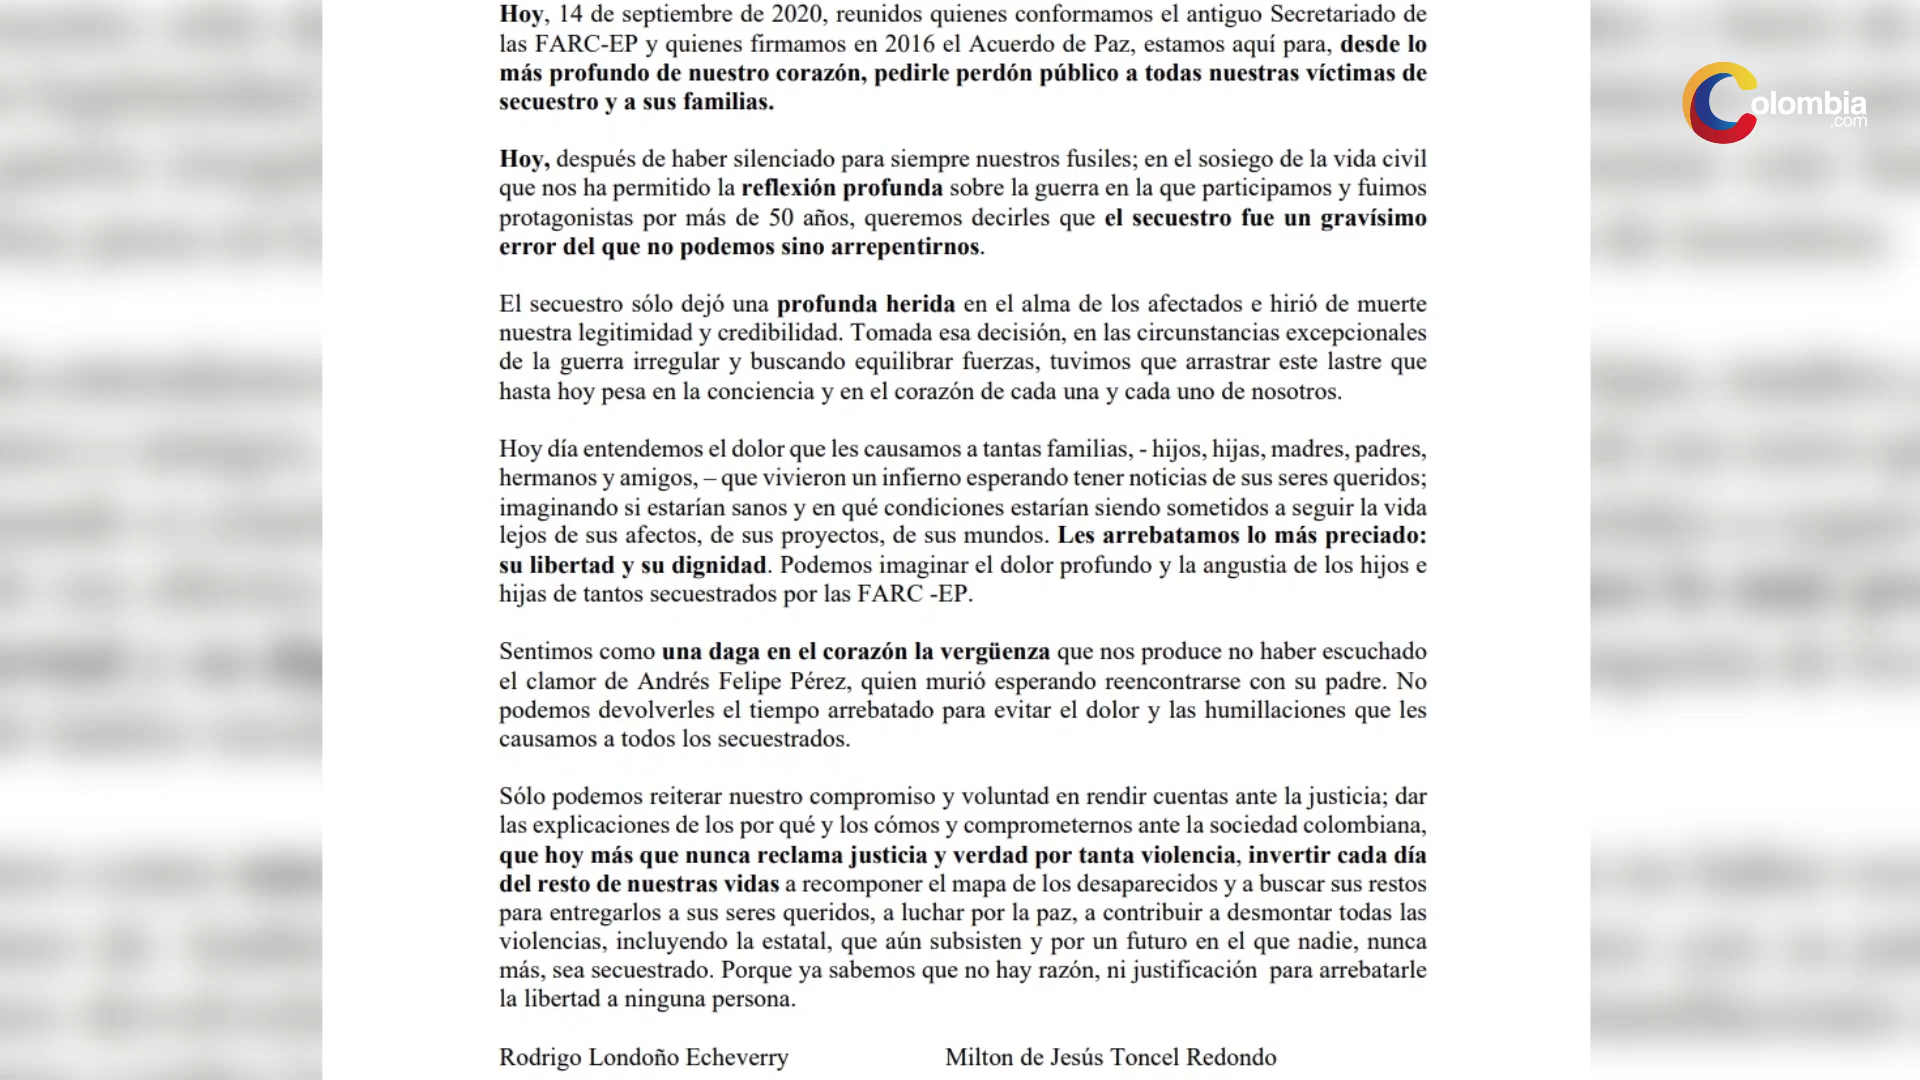 Hoy, 14 de septiembre de 2020, reunidos quienes conformamos el antiguo Secretariado de
las FARC-EP y quienes firmamos en 2016 el Acuerdo de Paz, estamos aquí para, desde lo
más profundo de nuestro corazón, pedirle perdón público a todas nuestras víctimas de
secuestro y a sus familias.
Hoy, después de haber silenciado para siempre nuestros fusiles; en el sosiego de la vida civil
que nos ha permitido la reflexión profunda sobre la guerra en la que participamos y fuimos
protagonistas por más de 50 años, queremos decirles que el secuestro fue un gravísimo
error del que no podemos sino arrepentirnos.
El secuestro sólo dejó una profunda herida en el alma de los afectados e hirió de muerte
nuestra legitimidad y credibilidad. Tomada esa decisión, en las circunstancias excepcionales
de la guerra irregular y buscando equilibrar fuerzas, tuvimos que arrastrar este lastre que
hasta hoy pesa en la conciencia y en el corazón de cada una y cada uno de nosotros.
Hoy día entendemos el dolor que les causamos a tantas familias, - hijos, hijas, madres, padres,
hermanos y amigos, – que vivieron un infierno esperando tener noticias de sus seres queridos;
imaginando si estarían sanos y en qué condiciones estarían siendo sometidos a seguir la vida
lejos de sus afectos, de sus proyectos, de sus mundos. Les arrebatamos lo más preciado:
su libertad y su dignidad. Podemos imaginar el dolor profundo y la angustia de los hijos e
hijas de tantos secuestrados por las FARC -EP.
Sentimos como una daga en el corazón la vergüenza que nos produce no haber escuchado
el clamor de Andrés Felipe Pérez, quien murió esperando reencontrarse con su padre. No
podemos devolverles el tiempo arrebatado para evitar el dolor y las humillaciones que les
causamos a todos los secuestrados.
Sólo podemos reiterar nuestro compromiso y voluntad en rendir cuentas ante la justicia; dar
las explicaciones de los por qué y los cómos y comprometernos ante la sociedad colombiana,
que hoy más que nunca reclama justicia y verdad por tanta violencia, invertir cada día
del resto de nuestras vidas a recomponer el mapa de los desaparecidos y a buscar sus restos
para entregarlos a sus seres queridos, a luchar por la paz, a contribuir a desmontar todas las
violencias, incluyendo la estatal, que aún subsisten y por un futuro en el que nadie, nunca
más, sea secuestrado. Porque ya sabemos que no hay razón, ni justificación  para arrebatarle
la libertad a ninguna persona.
Rodrigo Londoño Echeverry
Milton de Jesús Toncel Redondo
Colombia
.com